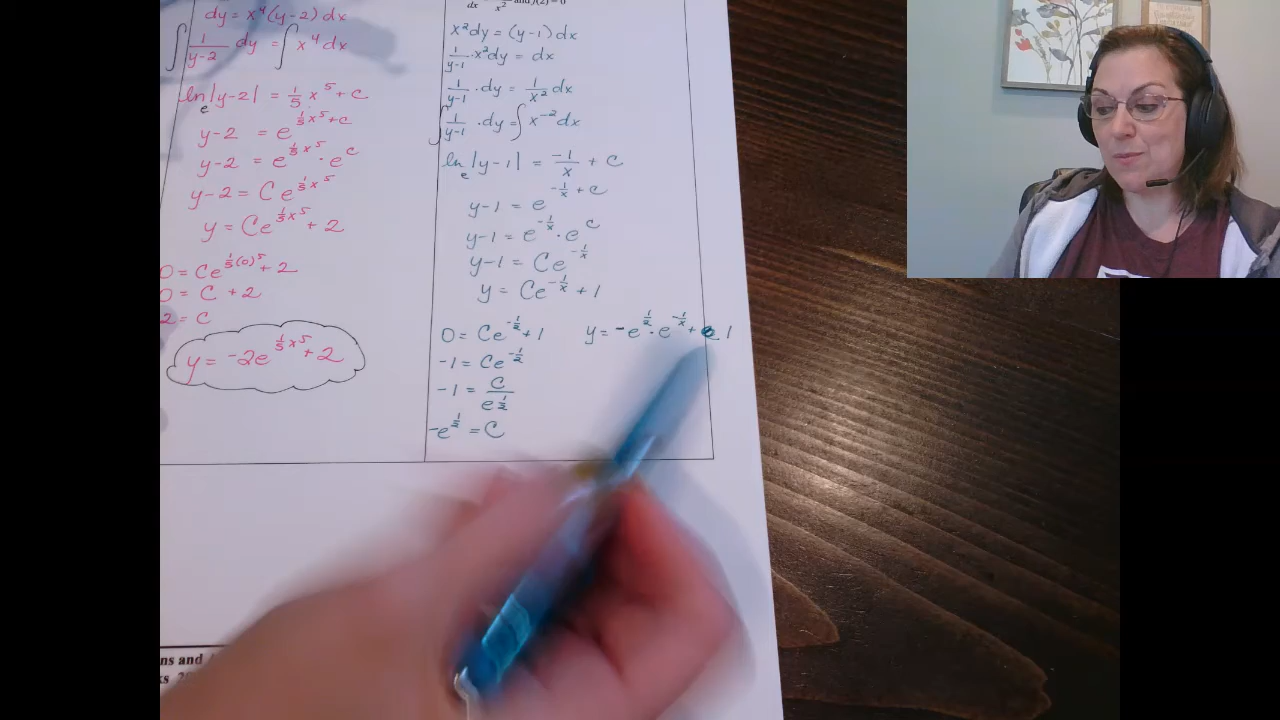 dy = x⁴(y-2)dx
∫ 1/(y-2) dy = ∫ x⁴ dx
ln|y-2| = 1/5 x⁵ + C
e
y-2 = e^(1/5 x⁵ + C)
y-2 = e^(1/5 x⁵) · e^C
y-2 = Ce^(1/5 x⁵)
y = Ce^(1/5 x⁵) + 2
0 = Ce^(1/5 (0)⁵) + 2
0 = C + 2
2 = C
y = -2e^(1/5 x⁵) + 2
x²dy = (y-1)dx
1/(y-1) · x²dy = dx
1/(y-1) · dy = 1/x² dx
∫ 1/(y-1) · dy = ∫ x⁻² dx
ln|y-1| = -1/x + C
e
y-1 = e^(-1/x + C)
y-1 = e^(-1/x) · e^C
y-1 = Ce^(-1/x)
y = Ce^(-1/x) + 1
0 = Ce^(-1/2) + 1
-1 = Ce^(-1/2)
-1 = C/e^(1/2)
-e^(1/2) = C
y = -e^(1/2) · e^(-1/x) + 1
ns and